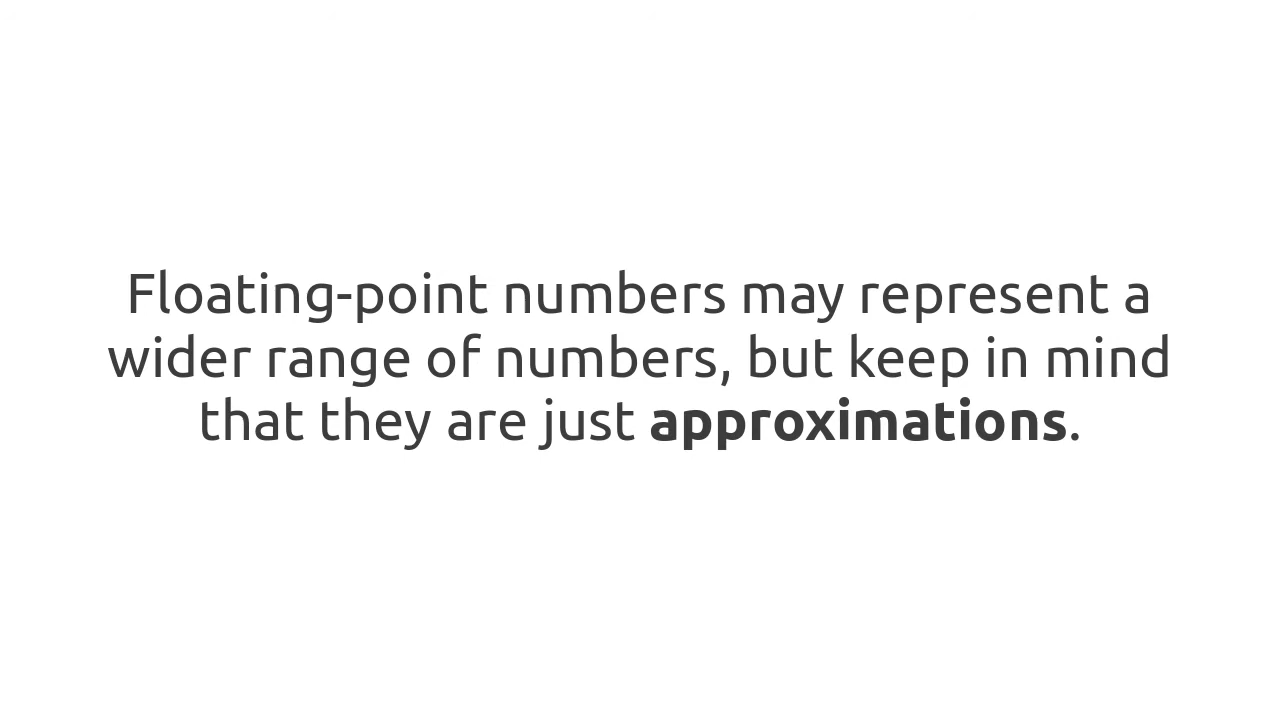 Floating-point numbers may represent a
wider range of numbers, but keep in mind
that they are just approximations.